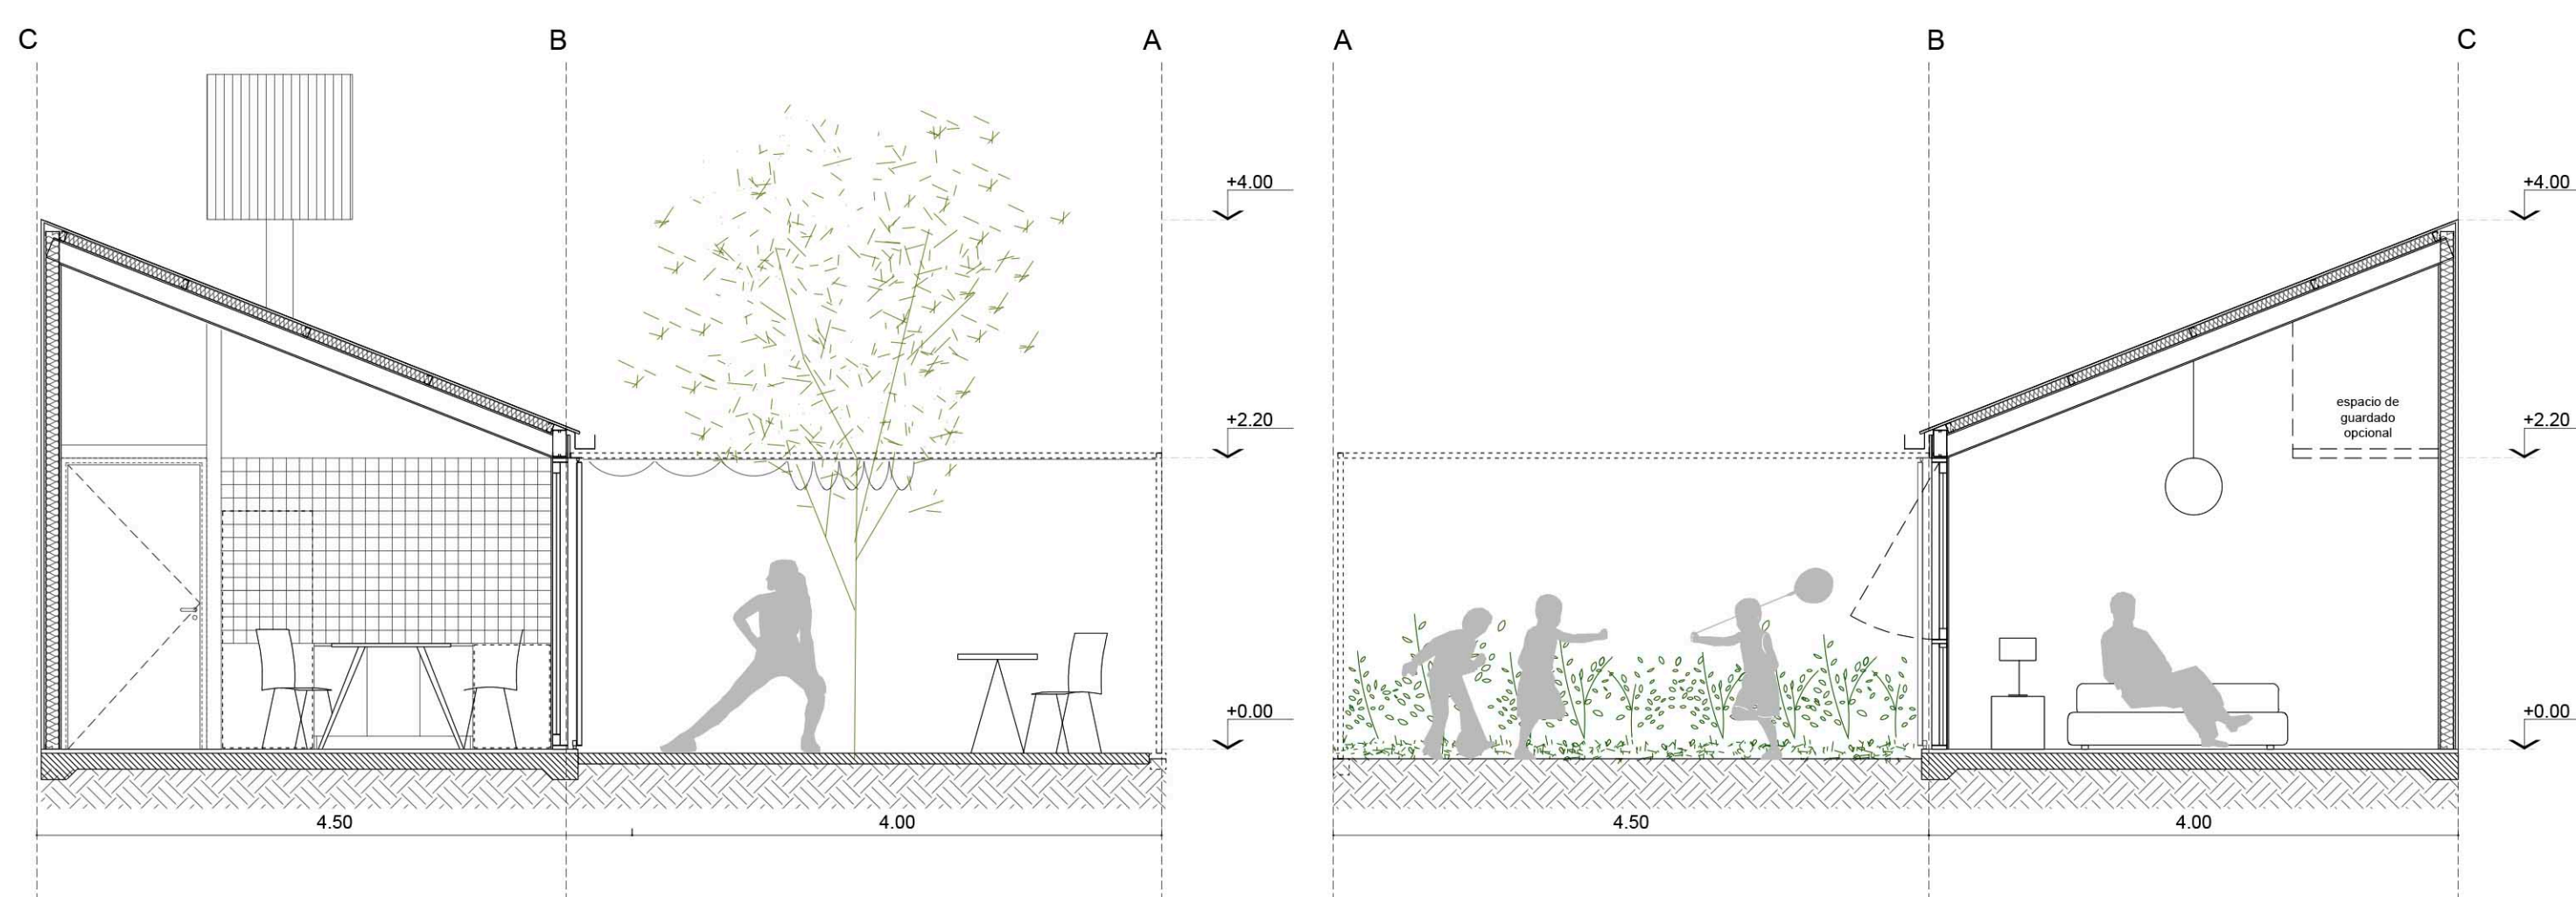 C
B
A
A
B
C
+4.00
+4.00
espacio de
guardado
opcional
+2.20
+2.20
+0.00
+0.00
4.50
4.00
4.50
4.00